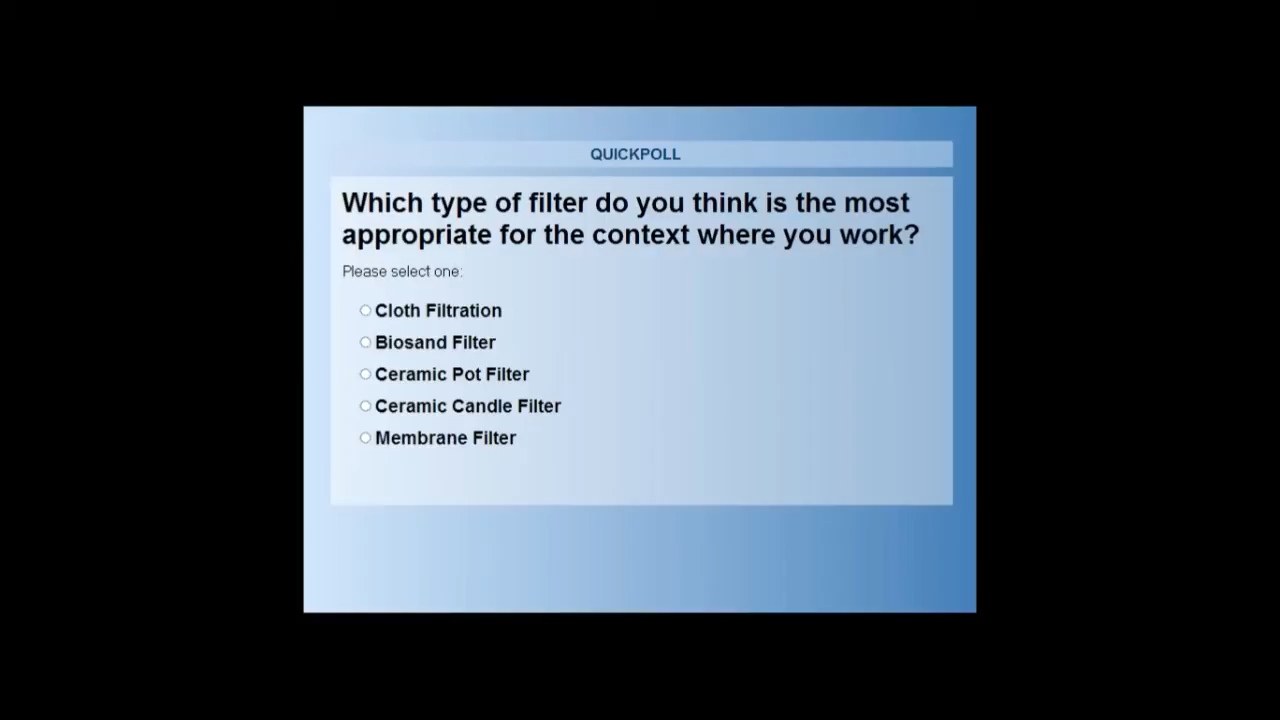 QUICKPOLL
Which type of filter do you think is the most
appropriate for the context where you work?
Please select one:
Cloth Filtration
Biosand Filter
Ceramic Pot Filter
Ceramic Candle Filter
Membrane Filter